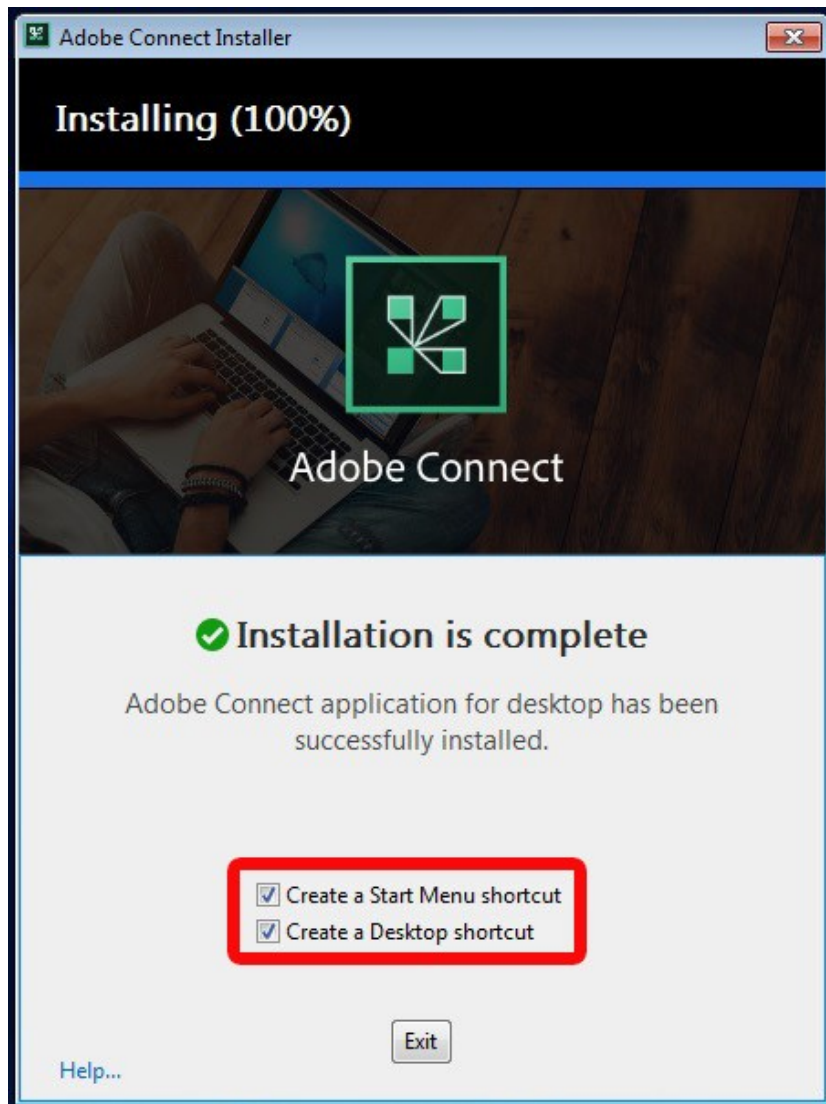 Adobe Connect Installer
Installing (100%)
Adobe Connect
Installation is complete
Adobe Connect application for desktop has been
successfully installed.
Create a Start Menu shortcut
Create a Desktop shortcut
Exit
Help...